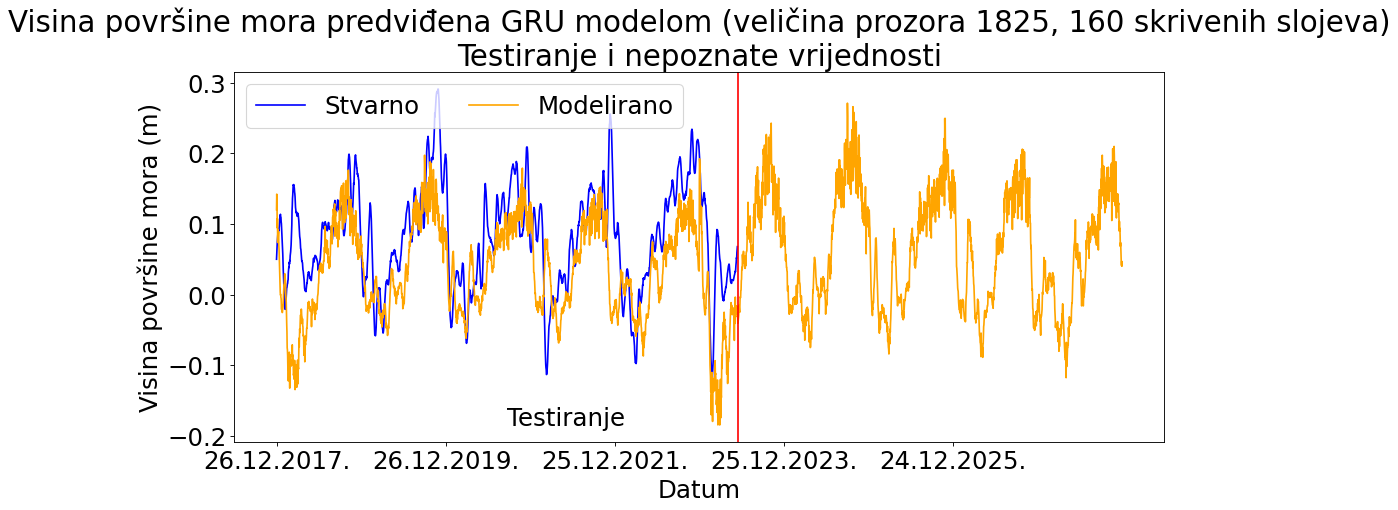 Visina površine mora predviđena GRU modelom (veličina prozora 1825, 160 skrivenih slojeva)
Testiranje i nepoznate vrijednosti
Stvarno Modelirano
Visina površine mora (m)
0.3
0.2
0.1
0.0
−0.1
−0.2
Testiranje
26.12.2017. 26.12.2019. 25.12.2021. 25.12.2023. 24.12.2025.
Datum